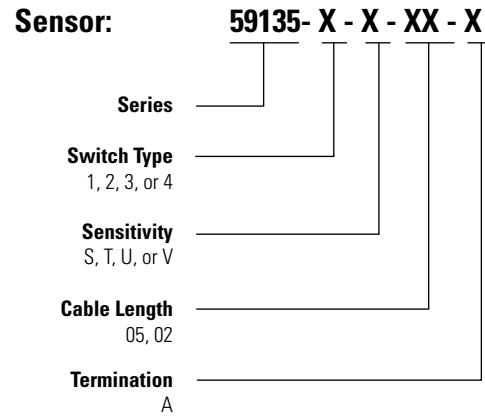 Sensor: 59135- X - X - XX - X
Series
Switch Type
1, 2, 3, or 4
Sensitivity
S, T, U, or V
Cable Length
05, 02
Termination
A